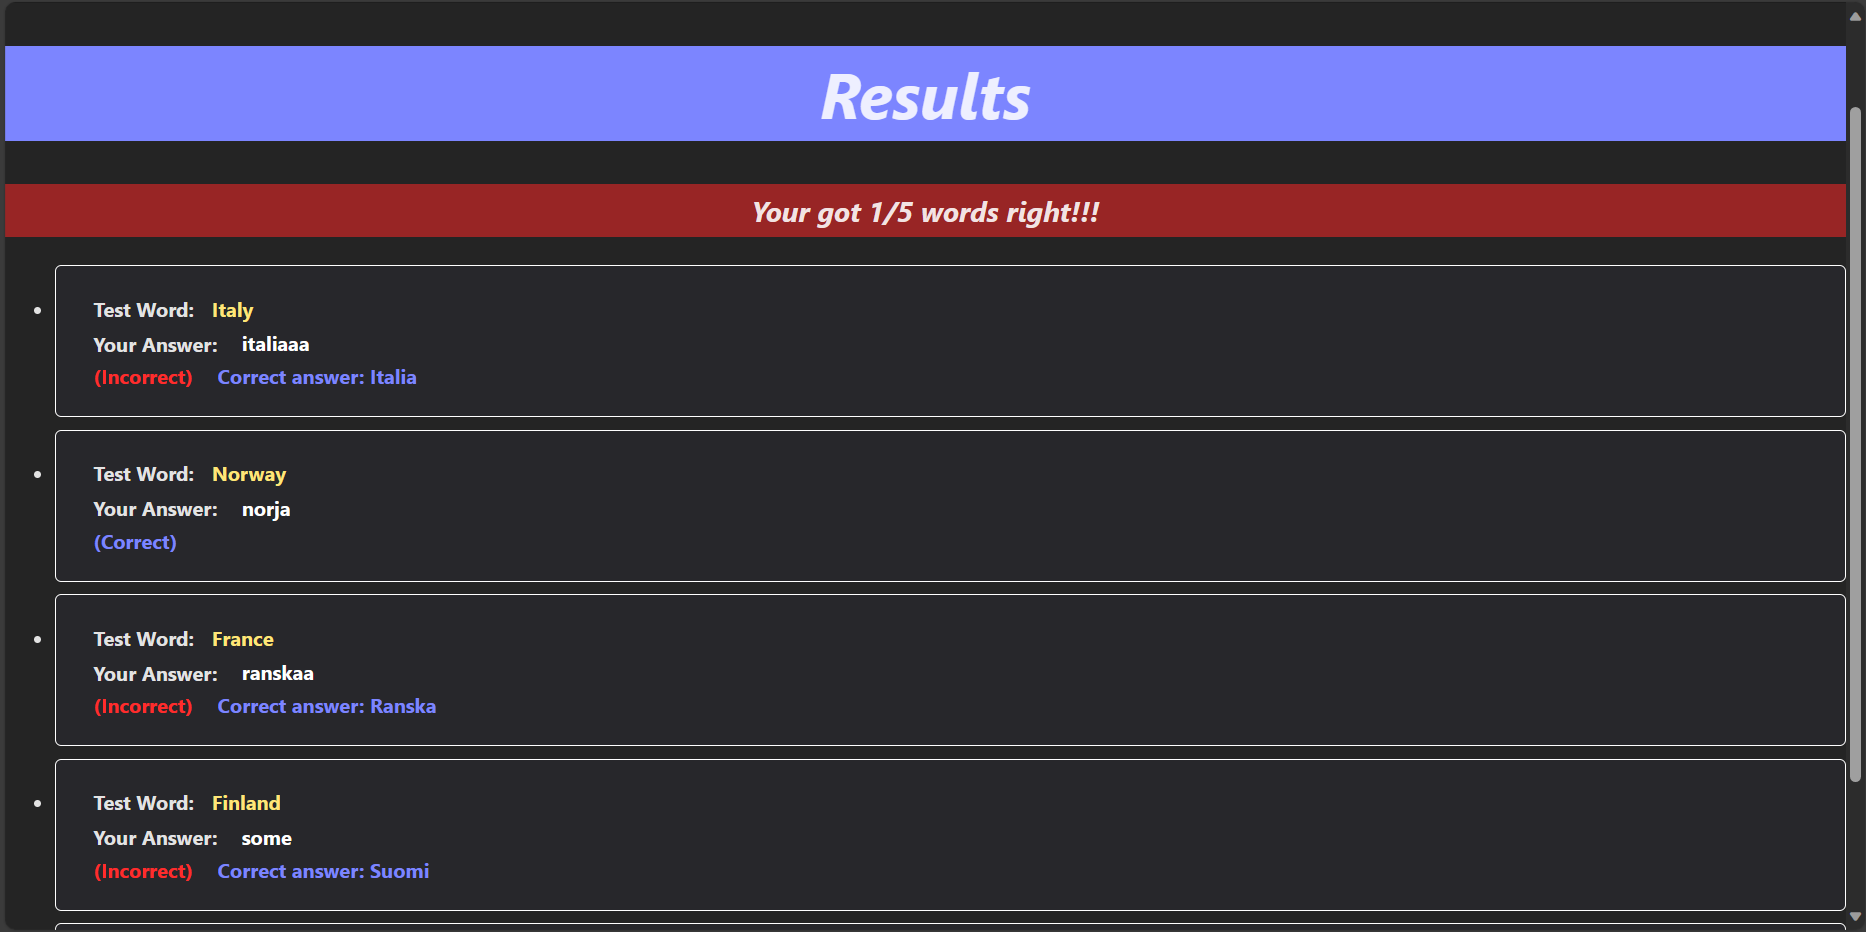 Results
Your got 1/5 words right!!!
Test Word: Italy
Your Answer: italiaaa
(Incorrect) Correct answer: Italia
Test Word: Norway
Your Answer: norja
(Correct)
Test Word: France
Your Answer: ranskaa
(Incorrect) Correct answer: Ranska
Test Word: Finland
Your Answer: some
(Incorrect) Correct answer: Suomi